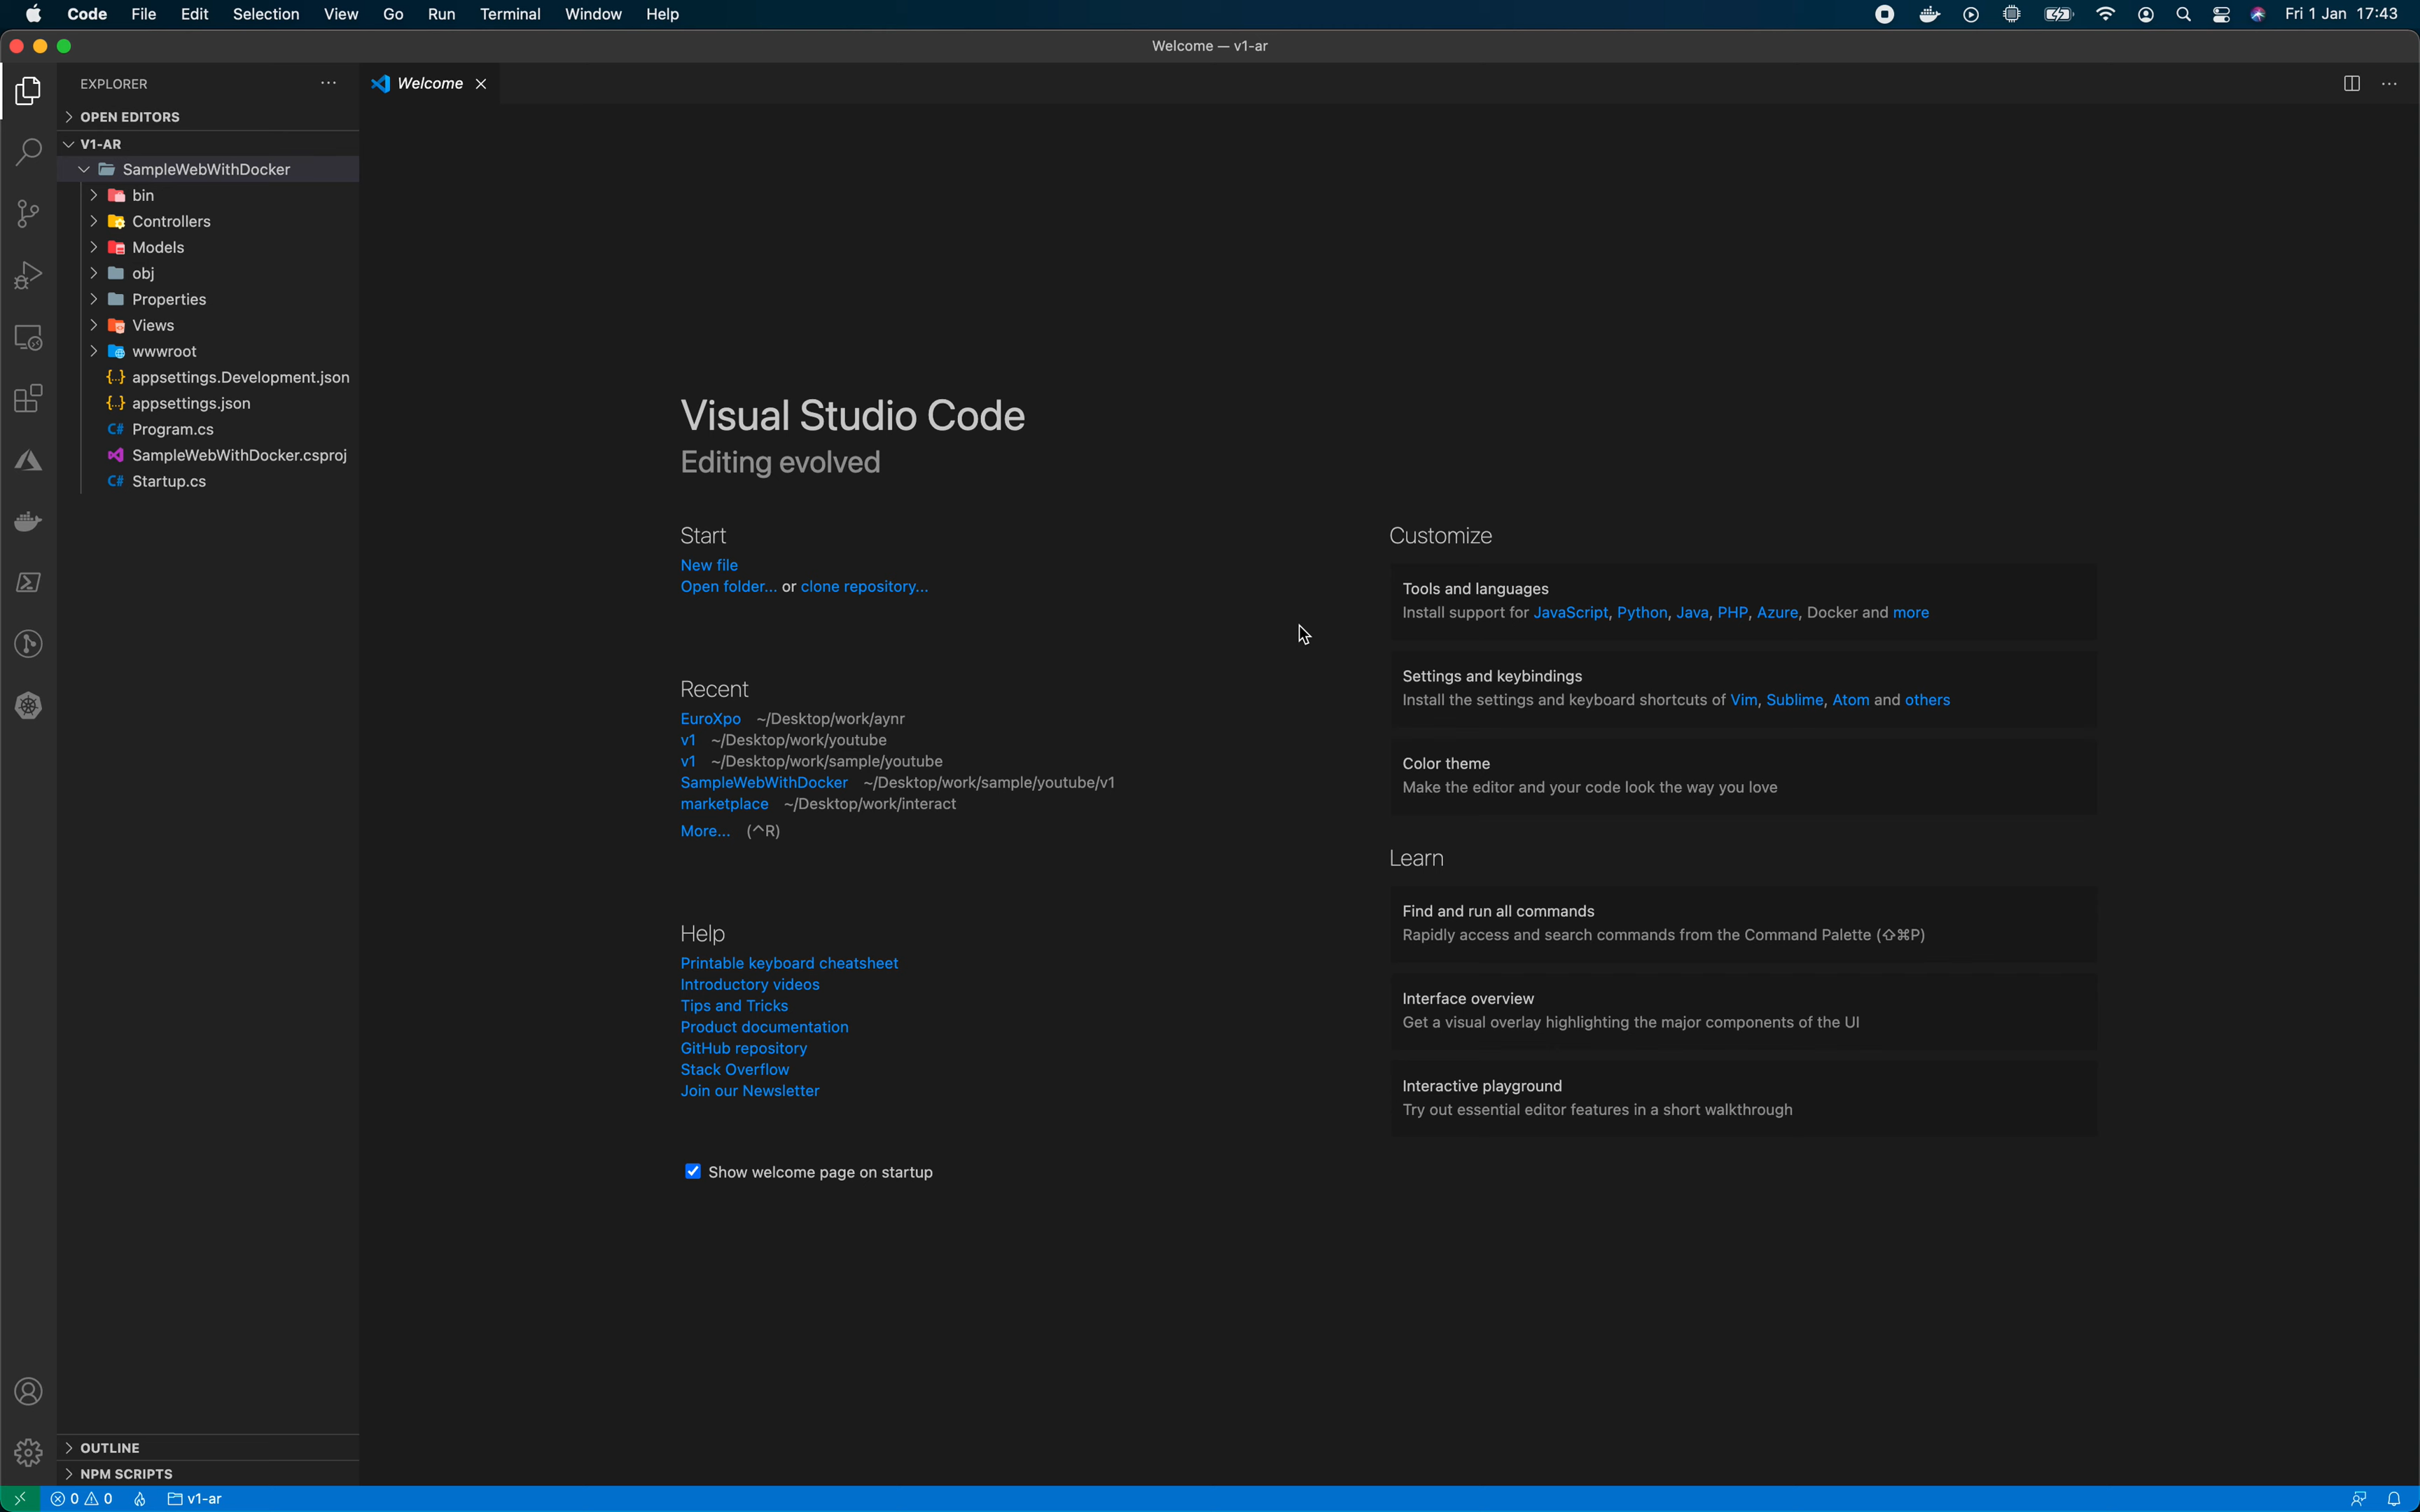 Code File Edit Selection View Go Run Terminal Window Help Fri 1 Jan 17:43
Welcome — v1-ar
EXPLORER
OPEN EDITORS
V1-AR
SampleWebWithDocker
bin
Controllers
Models
obj
Properties
Views
wwwroot
{..} appsettings.Development.json
{..} appsettings.json
C# Program.cs
SampleWebWithDocker.csproj
C# Startup.cs
OUTLINE
NPM SCRIPTS
Welcome
Visual Studio Code
Editing evolved
Start
New file
Open folder... or clone repository...
Recent
EuroXpo ~/Desktop/work/aynr
v1 ~/Desktop/work/youtube
v1 ~/Desktop/work/sample/youtube
SampleWebWithDocker ~/Desktop/work/sample/youtube/v1
marketplace ~/Desktop/work/interact
More... (^R)
Help
Printable keyboard cheatsheet
Introductory videos
Tips and Tricks
Product documentation
GitHub repository
Stack Overflow
Join our Newsletter
Show welcome page on startup
Customize
Tools and languages
Install support for JavaScript, Python, Java, PHP, Azure, Docker and more
Settings and keybindings
Install the settings and keyboard shortcuts of Vim, Sublime, Atom and others
Color theme
Make the editor and your code look the way you love
Learn
Find and run all commands
Rapidly access and search commands from the Command Palette (⇧⌘P)
Interface overview
Get a visual overlay highlighting the major components of the UI
Interactive playground
Try out essential editor features in a short walkthrough
0 0 v1-ar